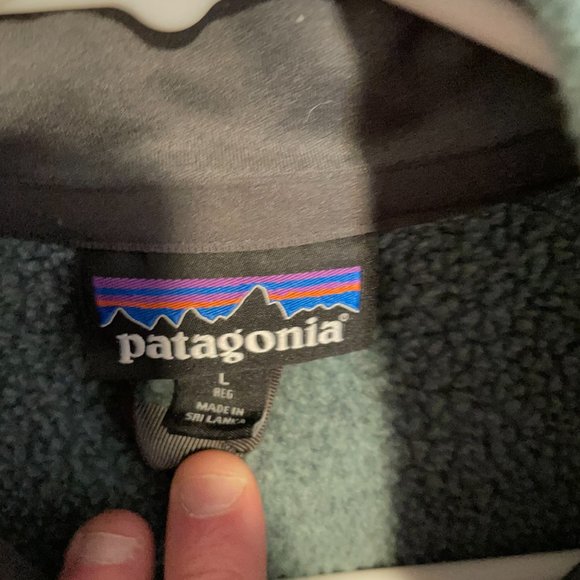 patagonia®
L
REG
MADE IN
SRI LANKA